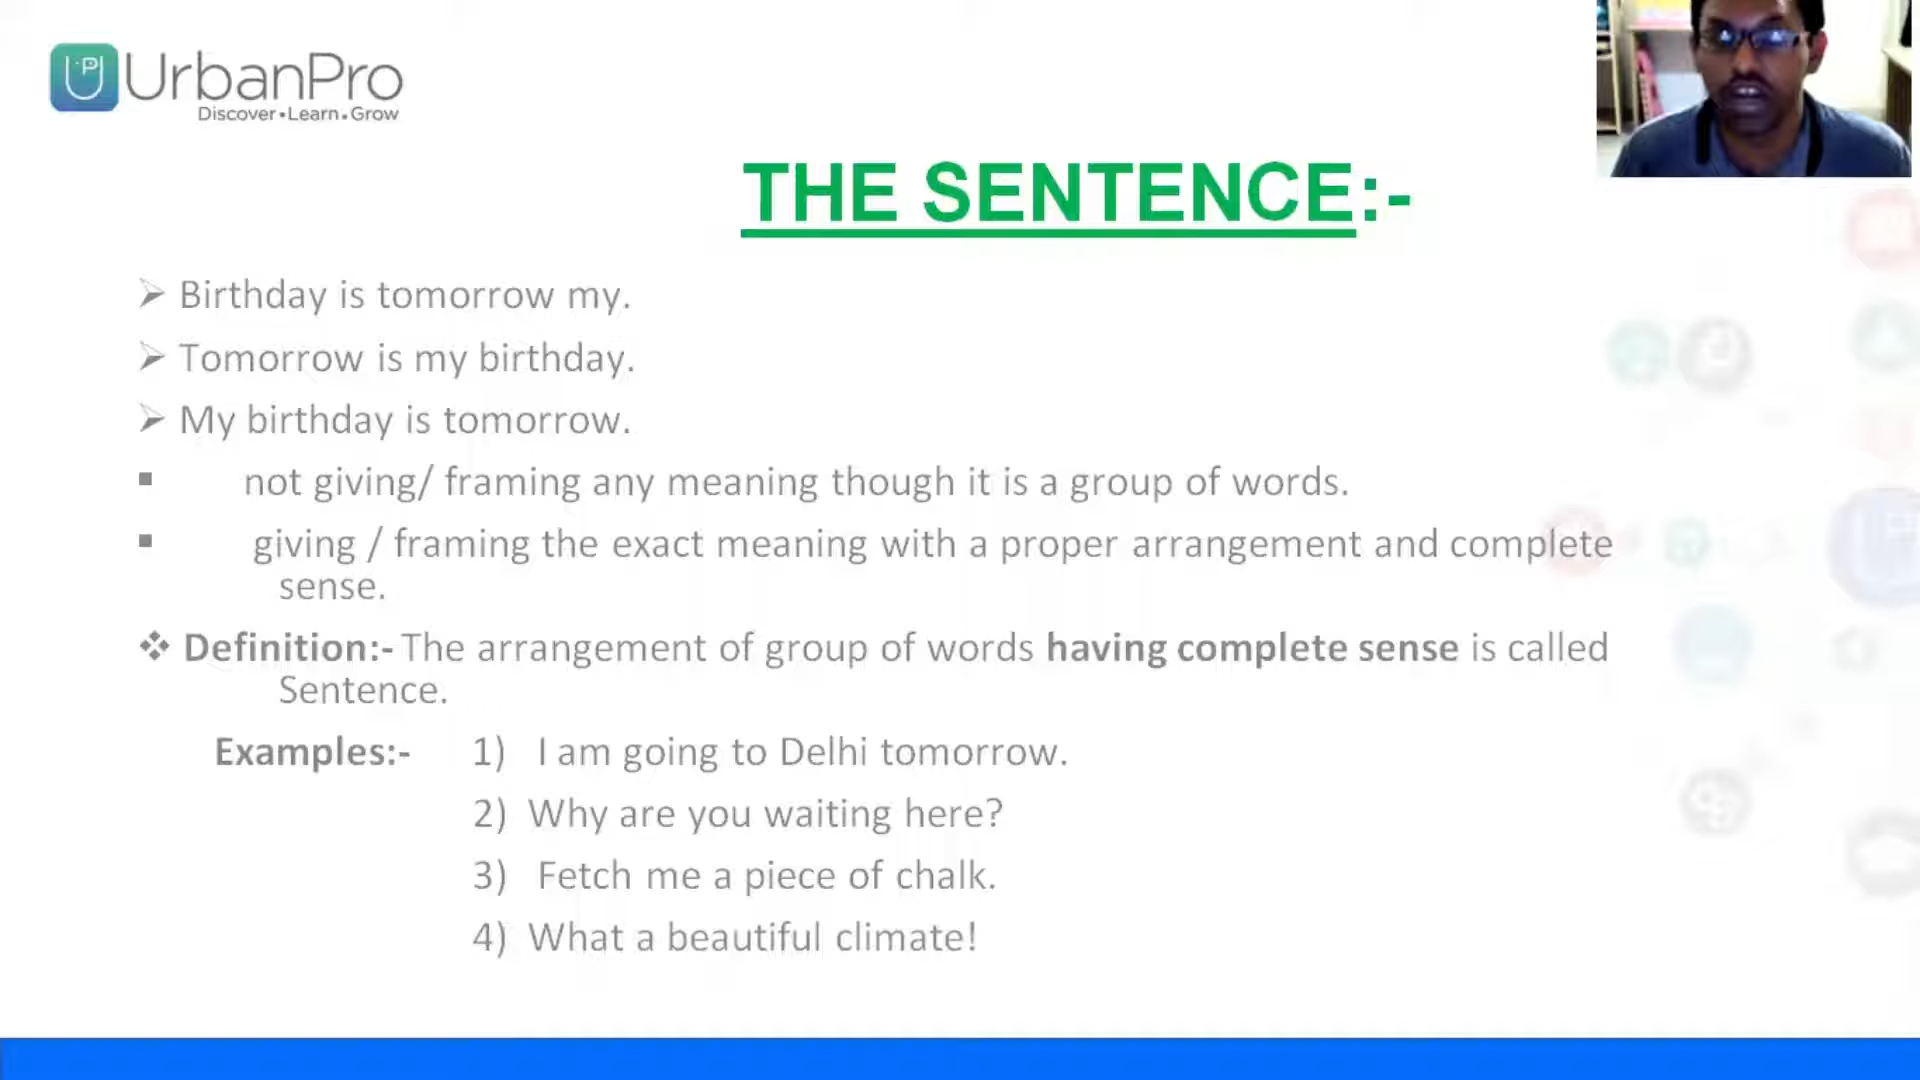 UrbanPro
Discover•Learn•Grow
THE SENTENCE:-
Birthday is tomorrow my.
Tomorrow is my birthday.
My birthday is tomorrow.
not giving/ framing any meaning though it is a group of words.
giving / framing the exact meaning with a proper arrangement and complete
sense.
Definition:- The arrangement of group of words having complete sense is called
Sentence.
Examples:- 1) I am going to Delhi tomorrow.
2) Why are you waiting here?
3) Fetch me a piece of chalk.
4) What a beautiful climate!